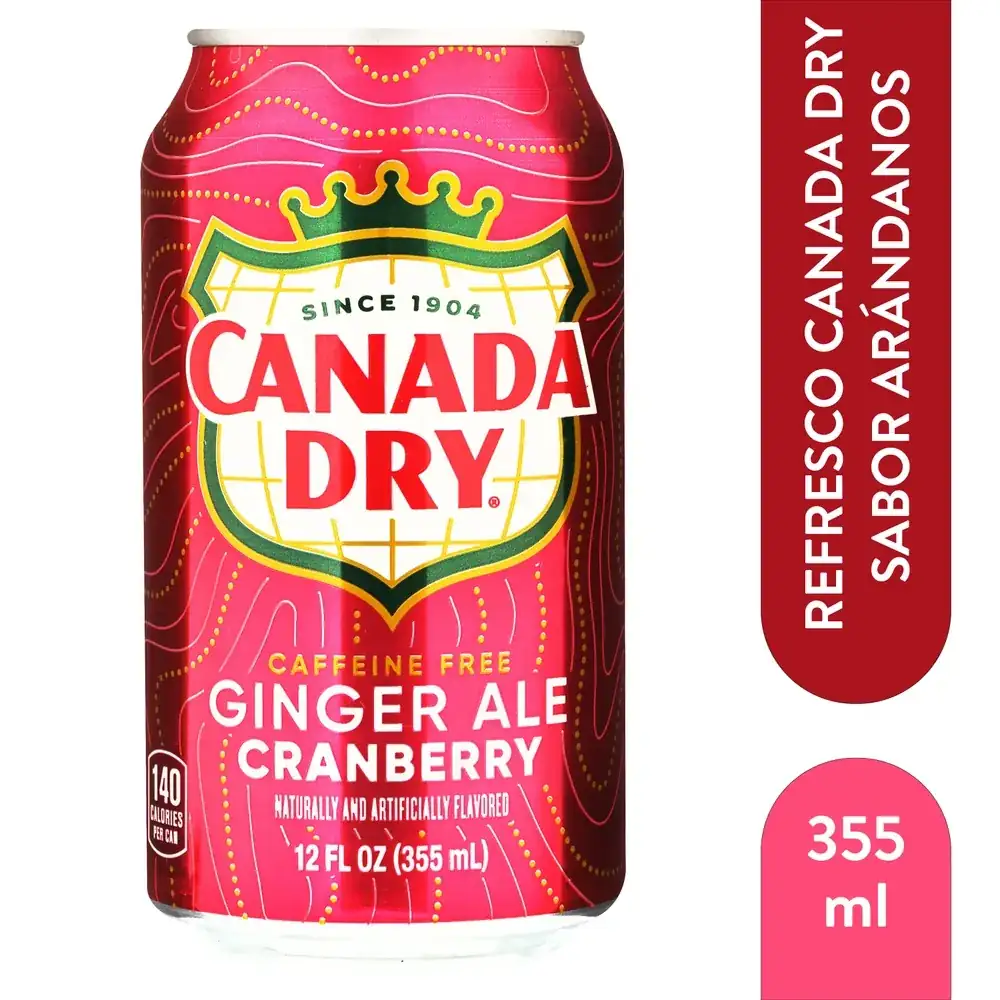 SINCE 1904
CANADA
DRY®
CAFFEINE FREE
GINGER ALE
CRANBERRY
NATURALLY AND ARTIFICIALLY FLAVORED
12 FL OZ (355 mL)
140
CALORIES
PER CAN
REFRESCO CANADA DRY
SABOR ARÁNDANOS
355
ml